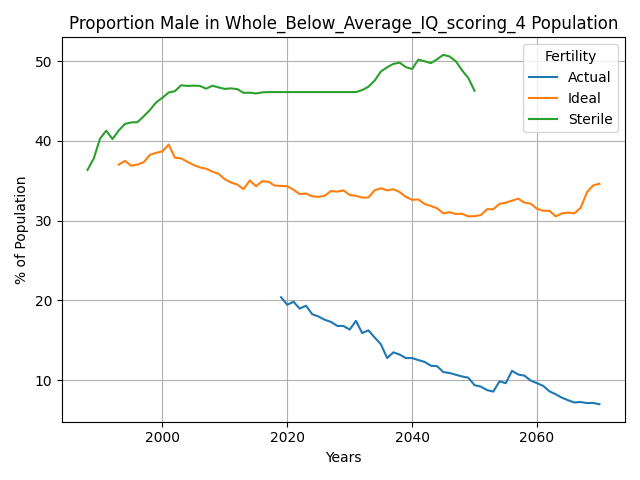 Proportion Male in Whole_Below_Average_IQ_scoring_4 Population
% of Population
50
40
30
20
10
Fertility
Actual
Ideal
Sterile
2000
2020
2040
2060
Years